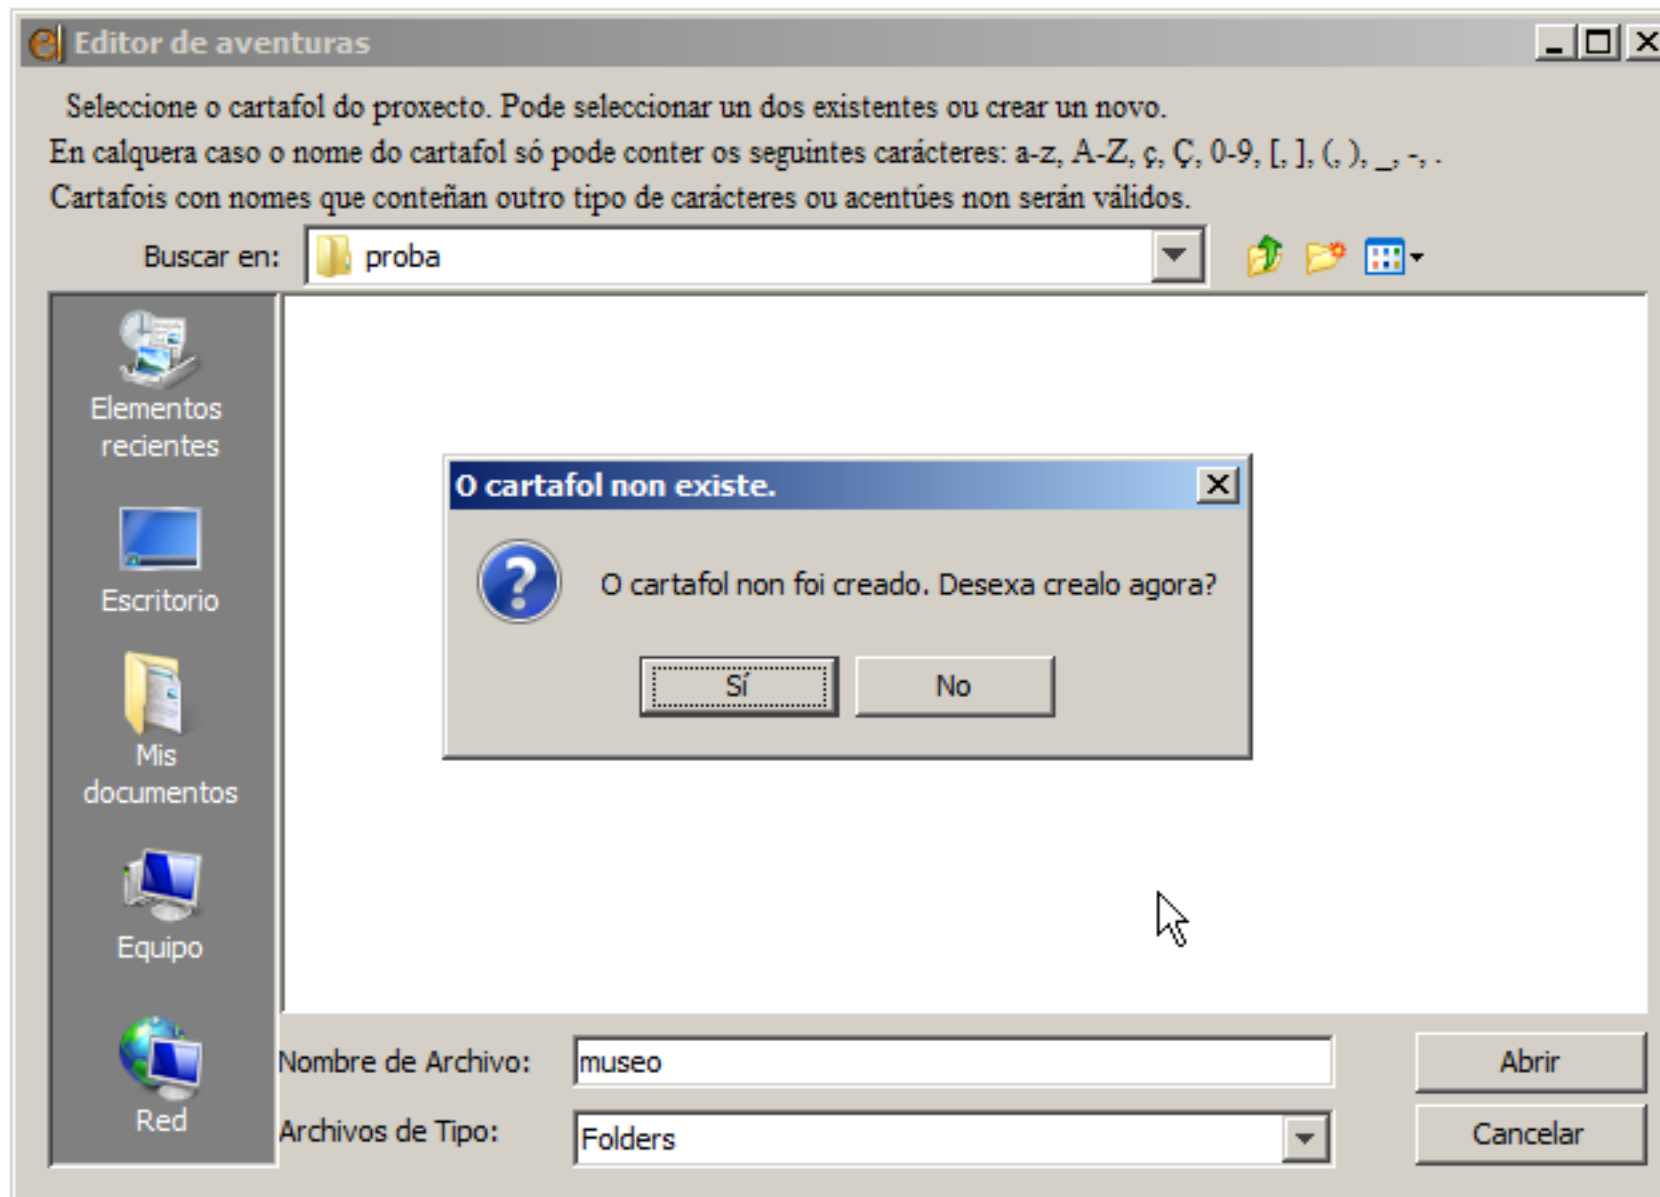 Editor de aventuras
Seleccione o cartafol do proxecto. Pode seleccionar un dos existentes ou crear un novo.
En calquera caso o nome do cartafol só pode conter os seguintes carácteres: a-z, A-Z, ç, Ç, 0-9, [, ], (, ), _, -, .
Cartafois con nomes que conteñan outro tipo de carácteres ou acentúes non serán válidos.
Buscar en: proba
Elementos
recientes
Escritorio
Mis
documentos
Equipo
Red
O cartafol non existe.
O cartafol non foi creado. Desexa crealo agora?
Sí No
Nombre de Archivo: museo Abrir
Archivos de Tipo: Folders Cancelar